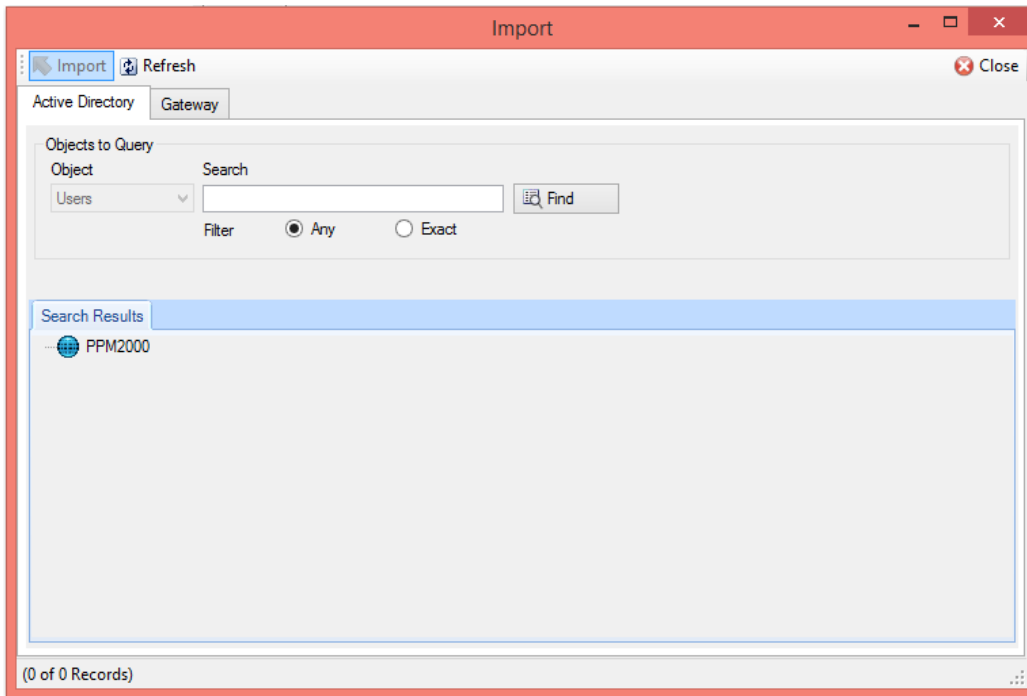 Import
Import Refresh Close
Active Directory Gateway
Objects to Query
Object Search
Users Find
Filter Any Exact
Search Results
PPM2000
(0 of 0 Records)